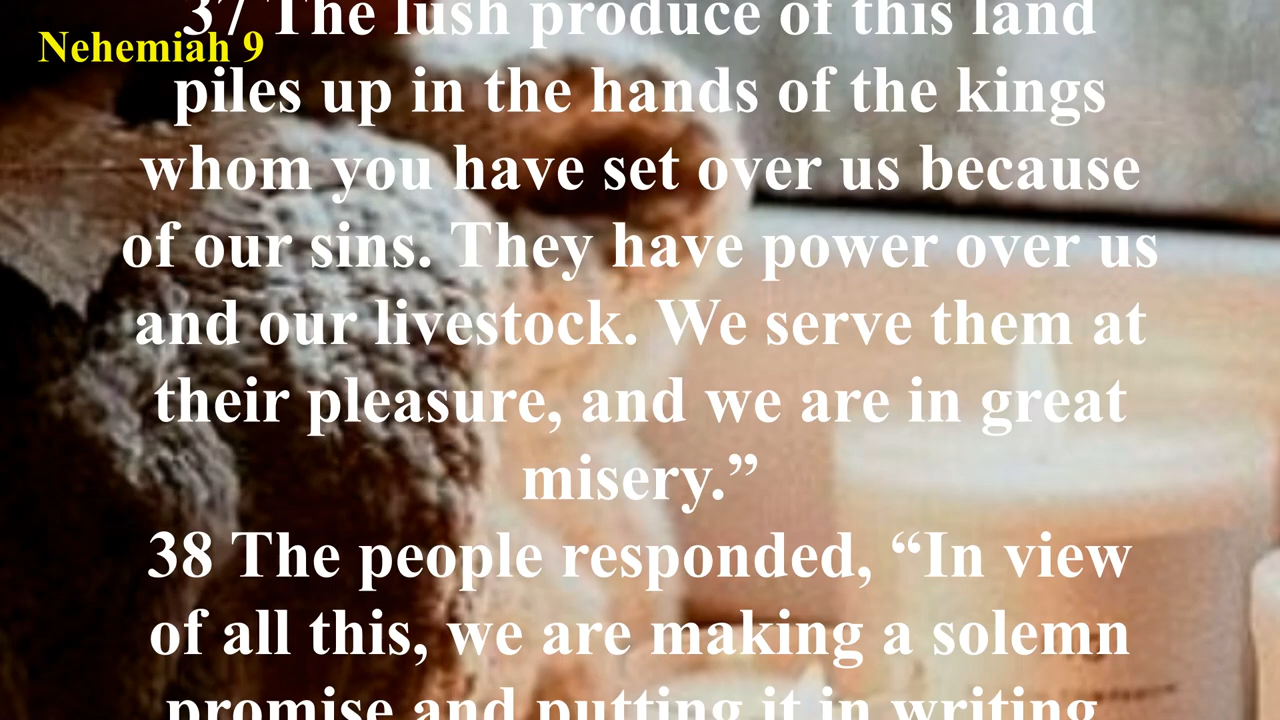 Nehemiah 9
37 The lush produce of this land
piles up in the hands of the kings
whom you have set over us because
of our sins. They have power over us
and our livestock. We serve them at
their pleasure, and we are in great
misery.”
38 The people responded, “In view
of all this, we are making a solemn
promise and putting it in writing.